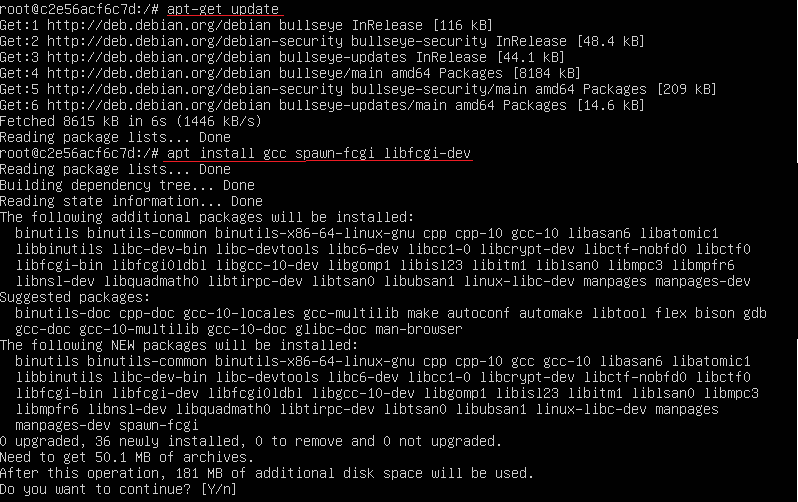 root@c2e56acf6c7d:/# apt-get update
Get:1 http://deb.debian.org/debian bullseye InRelease [116 kB]
Get:2 http://deb.debian.org/debian-security bullseye-security InRelease [48.4 kB]
Get:3 http://deb.debian.org/debian bullseye-updates InRelease [44.1 kB]
Get:4 http://deb.debian.org/debian bullseye/main amd64 Packages [8184 kB]
Get:5 http://deb.debian.org/debian-security bullseye-security/main amd64 Packages [209 kB]
Get:6 http://deb.debian.org/debian bullseye-updates/main amd64 Packages [14.6 kB]
Fetched 8615 kB in 6s (1446 kB/s)
Reading package lists... Done
root@c2e56acf6c7d:/# apt install gcc spawn-fcgi libfcgi-dev
Reading package lists... Done
Building dependency tree... Done
Reading state information... Done
The following additional packages will be installed:
  binutils binutils-common binutils-x86-64-linux-gnu cpp cpp-10 gcc-10 libasan6 libatomic1
  libbinutils libc-dev-bin libc-devtools libc6-dev libcc1-0 libcrypt-dev libctf-nobfd0 libctf0
  libfcgi-bin libfcgi0ldbl libgcc-10-dev libgomp1 libisl23 libitm1 liblsan0 libmpc3 libmpfr6
  libnsl-dev libquadmath0 libtirpc-dev libtsan0 libubsan1 linux-libc-dev manpages manpages-dev
Suggested packages:
  binutils-doc cpp-doc gcc-10-locales gcc-multilib make autoconf automake libtool flex bison gdb
  gcc-doc gcc-10-multilib gcc-10-doc glibc-doc man-browser
The following NEW packages will be installed:
  binutils binutils-common binutils-x86-64-linux-gnu cpp cpp-10 gcc gcc-10 libasan6 libatomic1
  libbinutils libc-dev-bin libc-devtools libc6-dev libcc1-0 libcrypt-dev libctf-nobfd0 libctf0
  libfcgi-bin libfcgi-dev libfcgi0ldbl libgcc-10-dev libgomp1 libisl23 libitm1 liblsan0 libmpc3
  libmpfr6 libnsl-dev libquadmath0 libtirpc-dev libtsan0 libubsan1 linux-libc-dev manpages
  manpages-dev spawn-fcgi
0 upgraded, 36 newly installed, 0 to remove and 0 not upgraded.
Need to get 50.1 MB of archives.
After this operation, 181 MB of additional disk space will be used.
Do you want to continue? [Y/n]